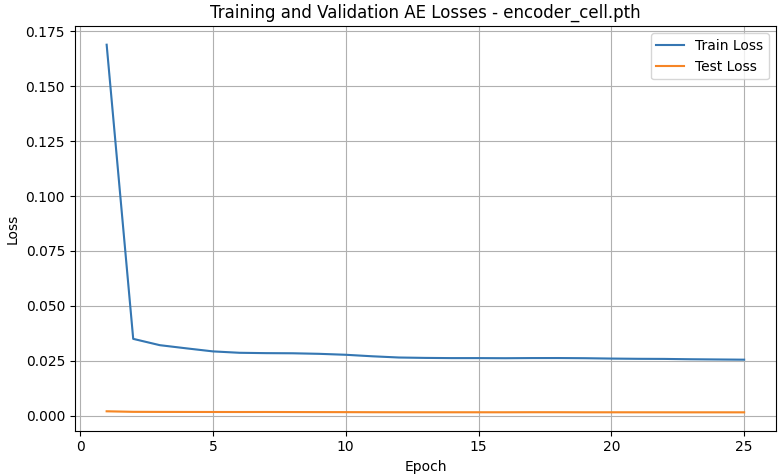 Training and Validation AE Losses - encoder_cell.pth
Train Loss
Test Loss
0.175
0.150
0.125
0.100
0.075
0.050
0.025
0.000
Loss
0
5
10
15
20
25
Epoch